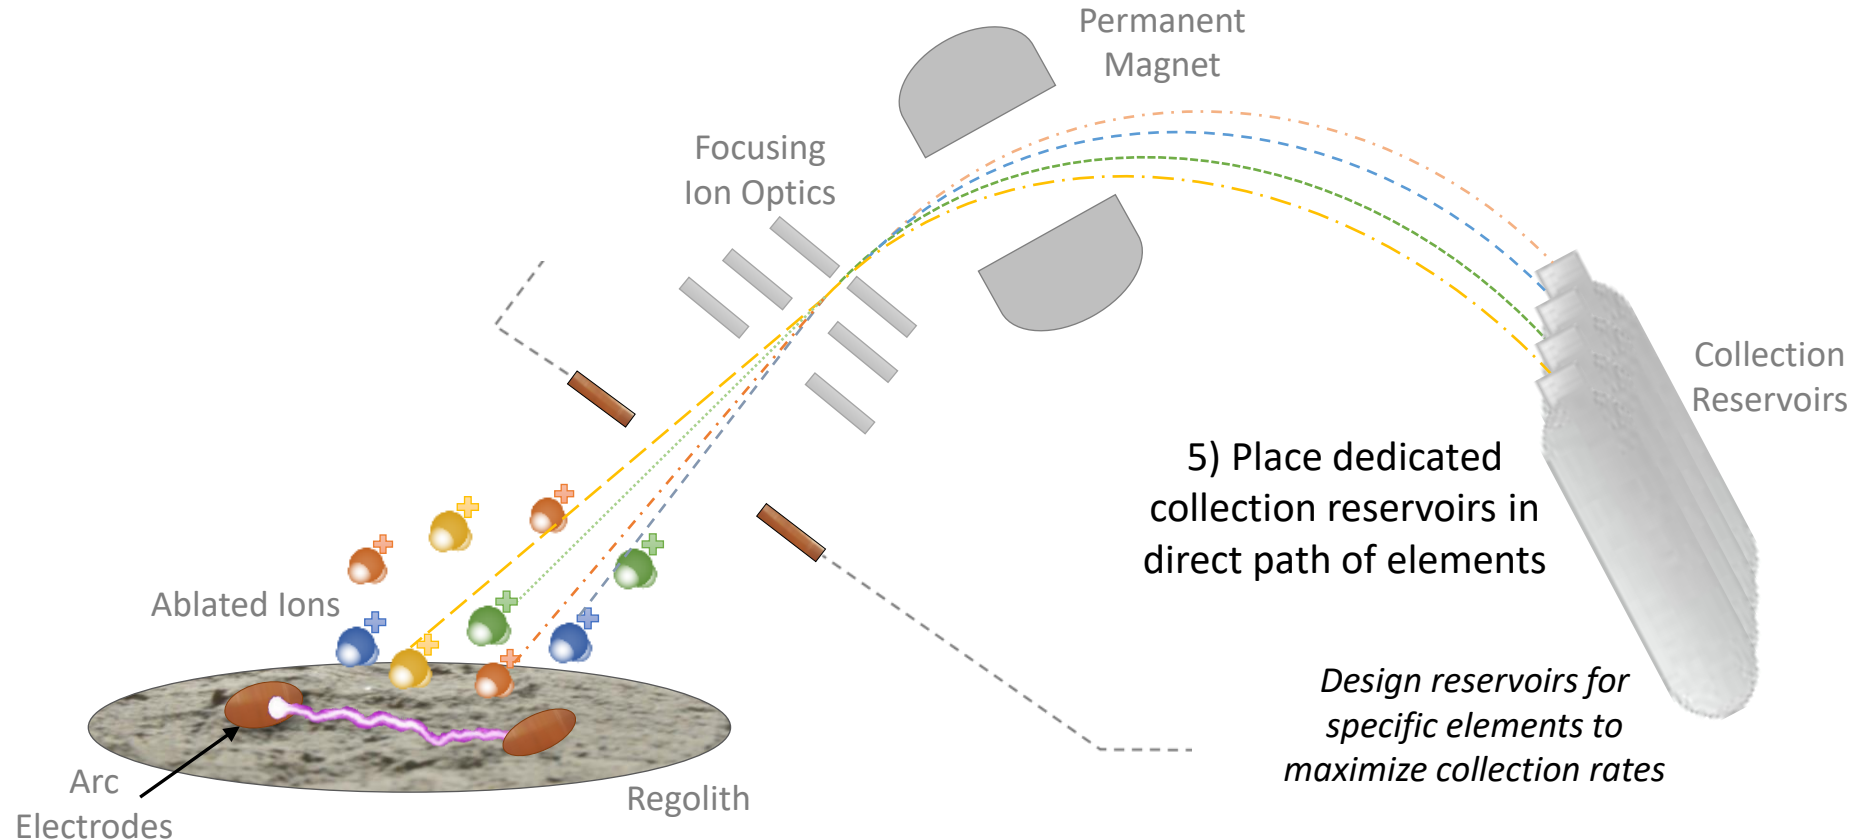 Permanent
Magnet
Focusing
Ion Optics
Collection
Reservoirs
5) Place dedicated
collection reservoirs in
direct path of elements
Ablated Ions
Design reservoirs for
specific elements to
maximize collection rates
Arc
Electrodes
Regolith